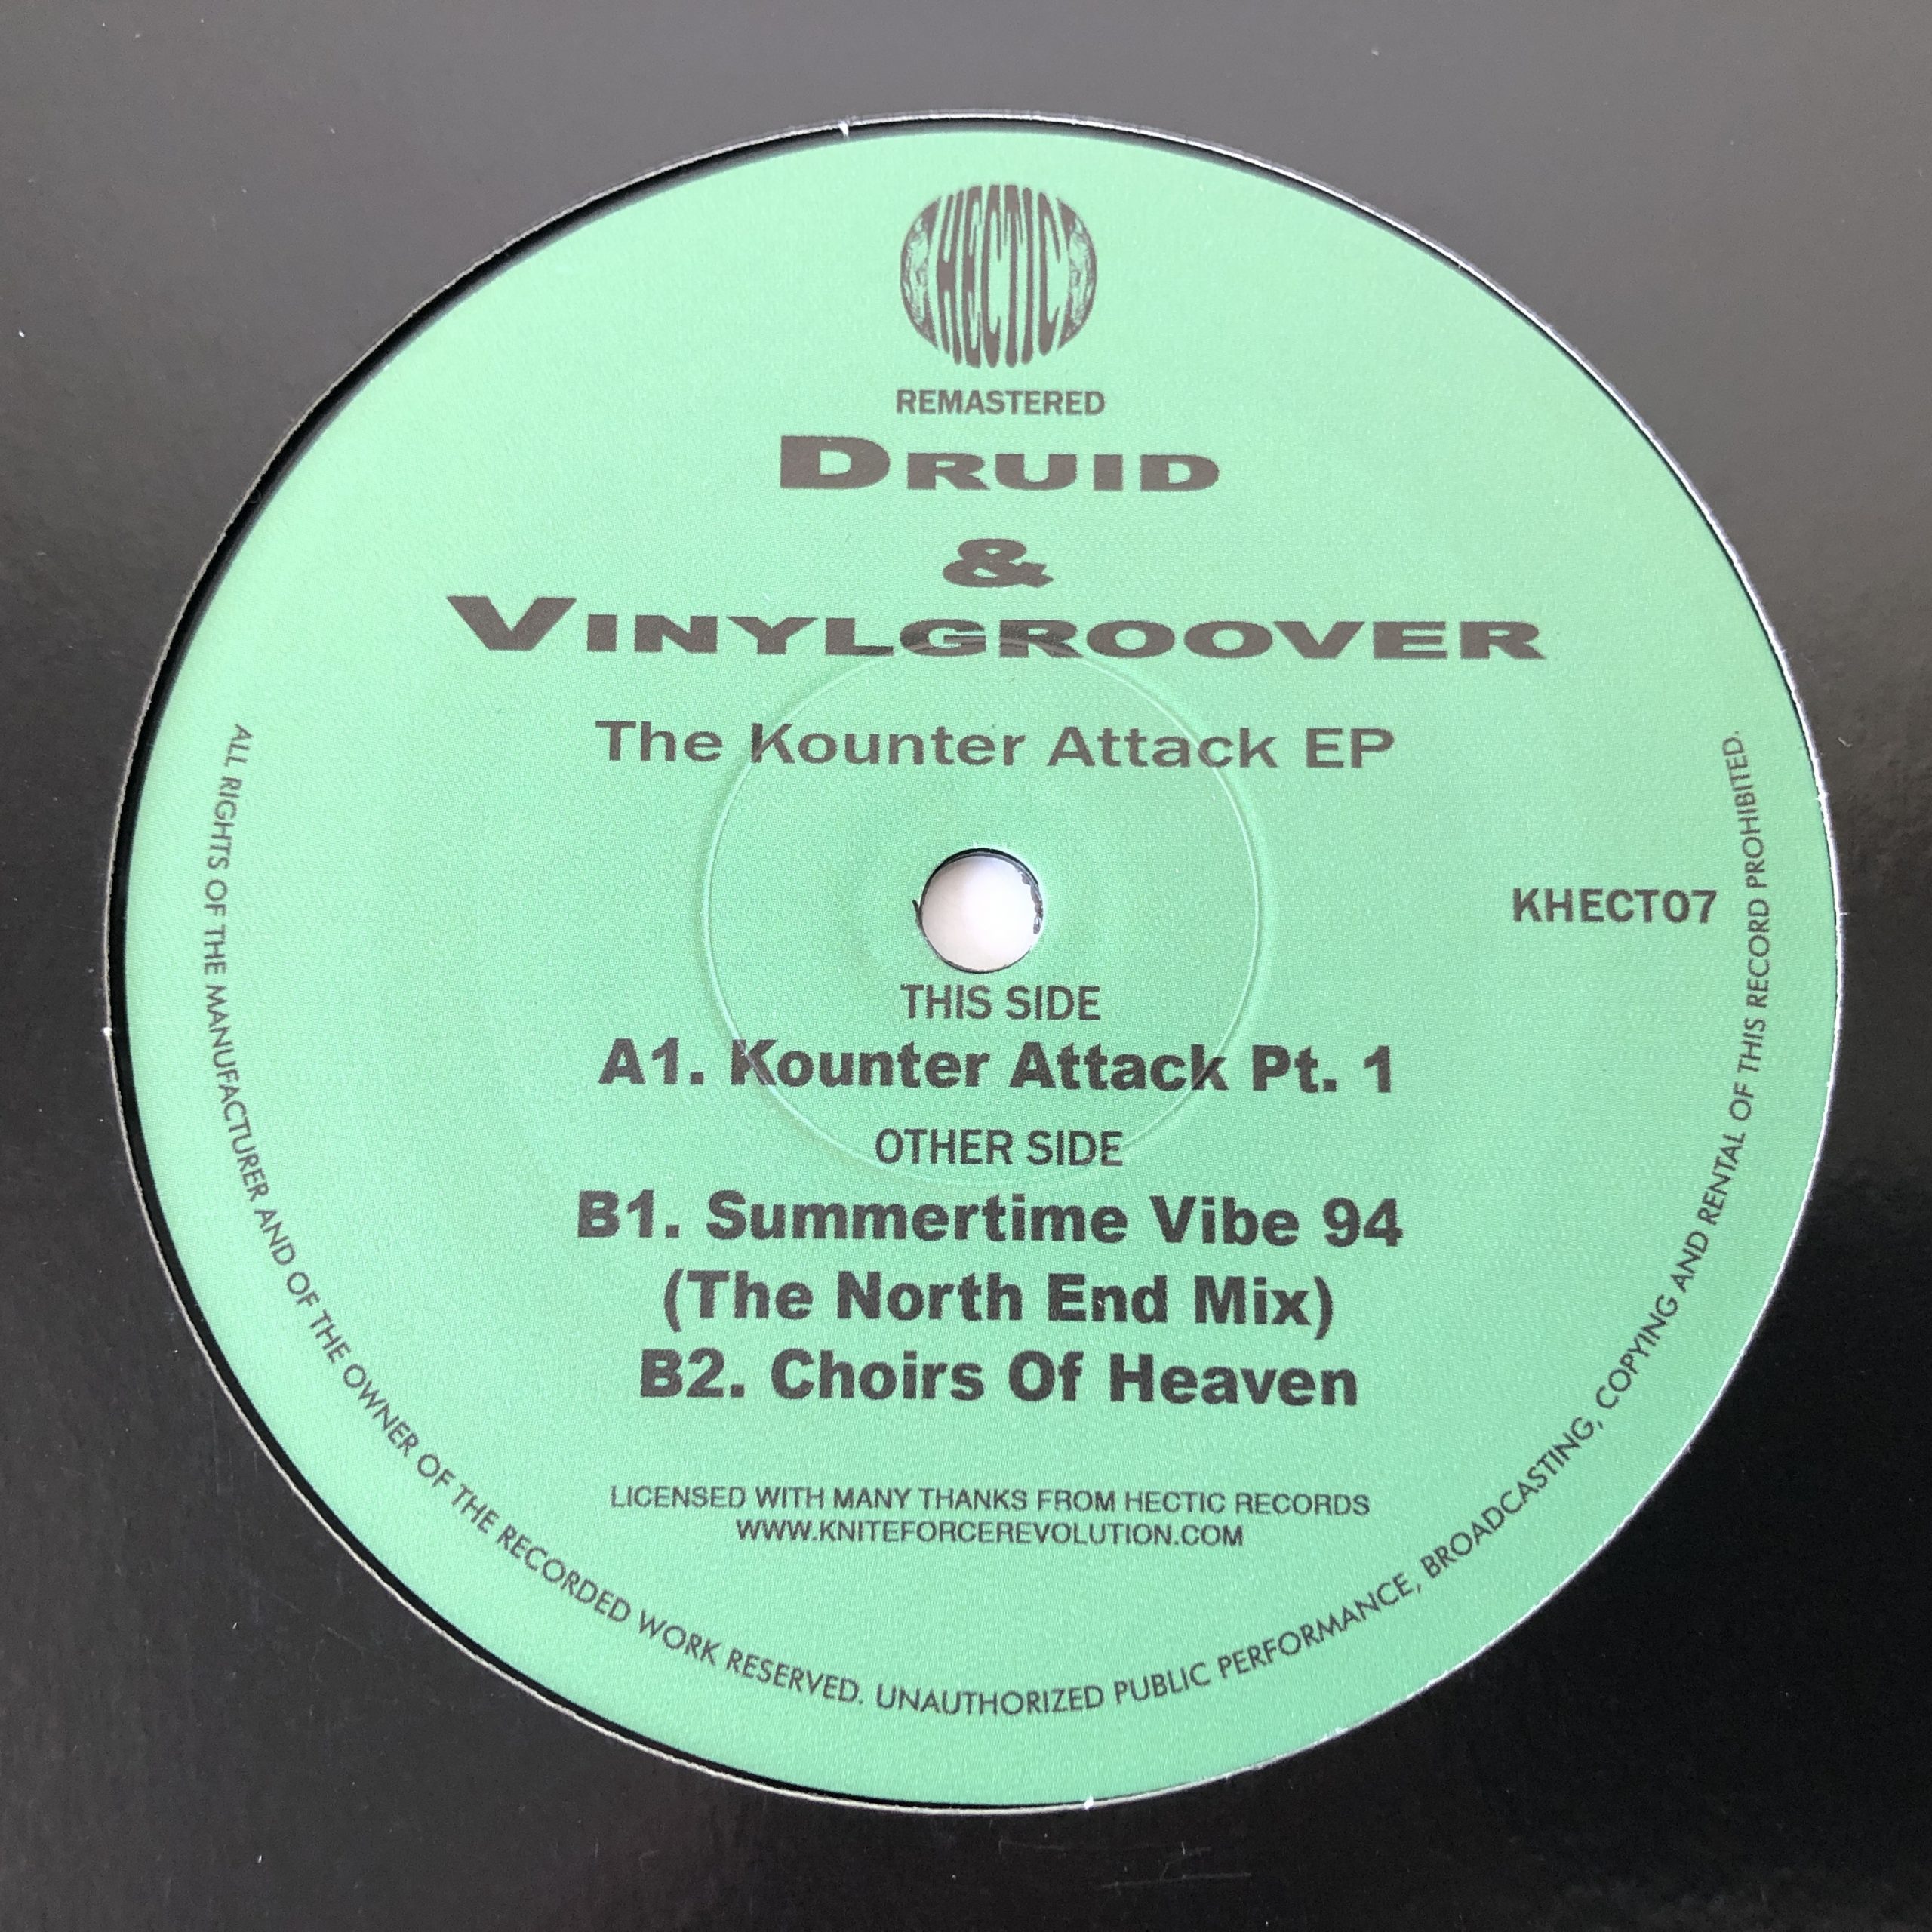 HECTIC
REMASTERED
DRUID
&
VINYLGROOVER
The Kounter Attack EP
KHECT07
THIS SIDE
A1. Kounter Attack Pt. 1
OTHER SIDE
B1. Summertime Vibe 94
(The North End Mix)
B2. Choirs Of Heaven
LICENSED WITH MANY THANKS FROM HECTIC RECORDS
WWW.KNITEFORCEREVOLUTION.COM
ALL RIGHTS OF THE MANUFACTURER AND OF THE OWNER OF THE RECORDED WORK RESERVED. UNAUTHORIZED PUBLIC PERFORMANCE, BROADCASTING, COPYING AND RENTAL OF THIS RECORD PROHIBITED.